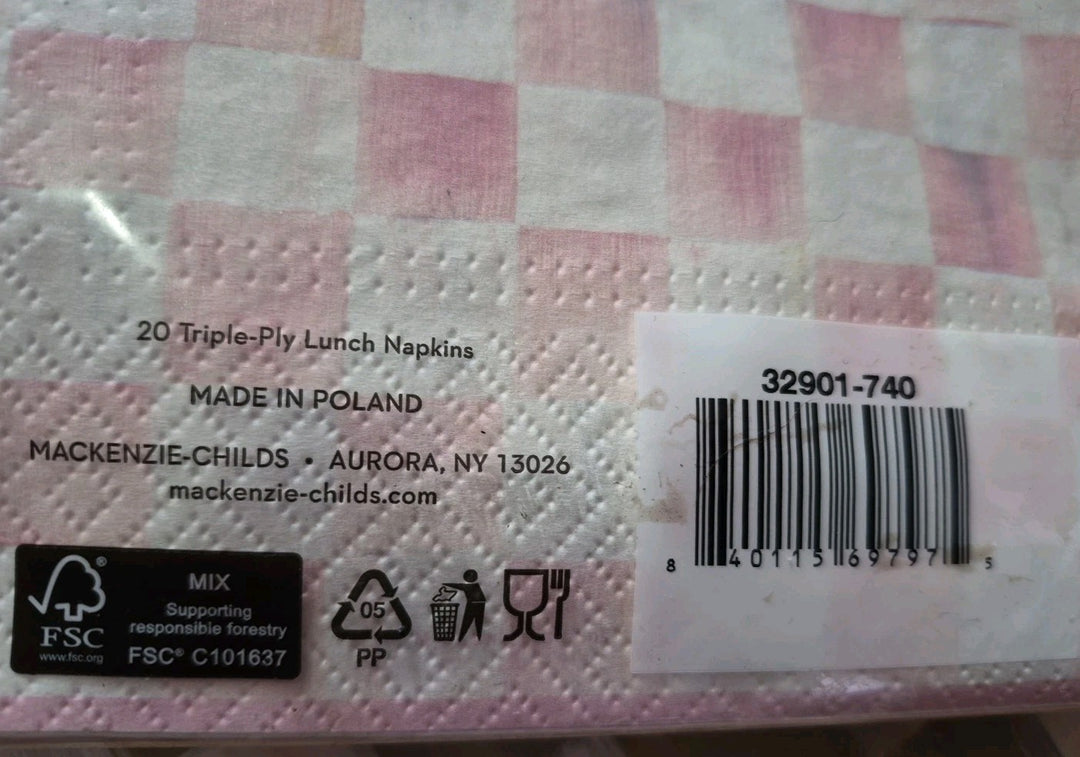 20 Triple-Ply Lunch Napkins
MADE IN POLAND
MACKENZIE-CHILDS • AURORA, NY 13026
mackenzie-childs.com
FSC®
www.fsc.org
MIX
Supporting
responsible forestry
FSC® C101637
05
PP
32901-740
8 40115 69797 5